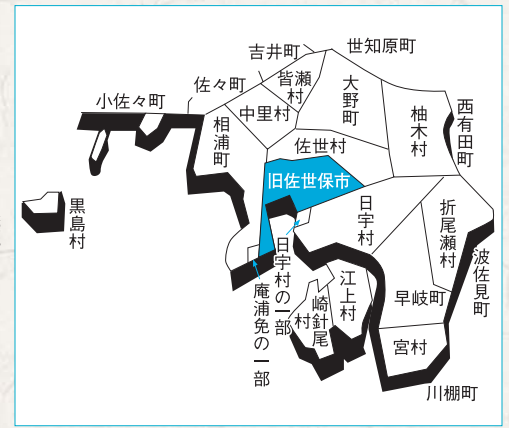 吉井町
世知原町
佐々町
皆瀬村
大野町
小佐々町
中里村
柚木村
西有田町
相浦町
佐世村
旧佐世保市
黒島村
日宇村
折尾瀬村
日宇村の一部
波佐見町
庵浦免の一部
江上村
崎針尾村
早岐町
宮村
川棚町